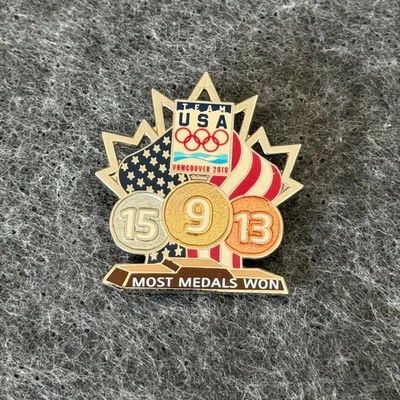 TEAM
USA
VANCOUVER 2010
15 9 13
MOST MEDALS WON